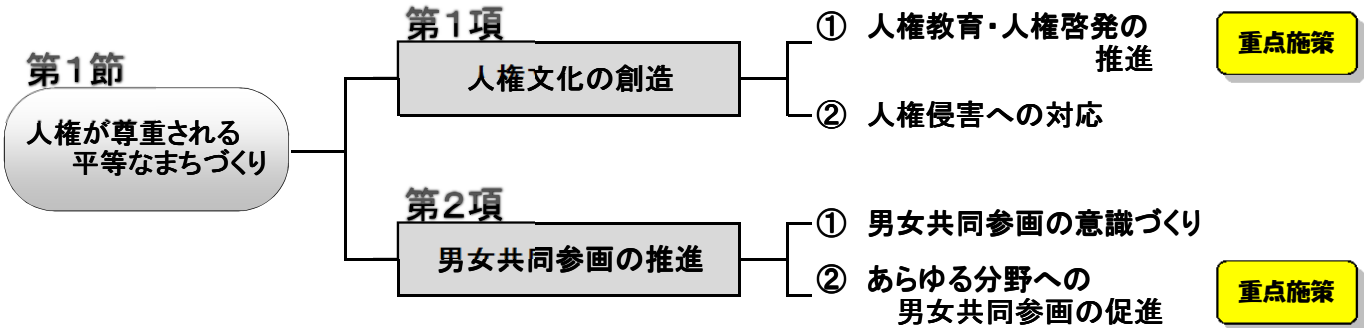 第1節
人権が尊重される
平等なまちづくり
第1項
人権文化の創造
① 人権教育・人権啓発の
推進
重点施策
② 人権侵害への対応
第2項
男女共同参画の推進
① 男女共同参画の意識づくり
② あらゆる分野への
男女共同参画の促進
重点施策